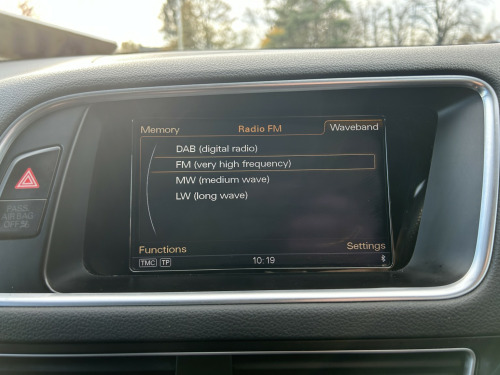 Memory Radio FM Waveband
DAB (digital radio)
FM (very high frequency)
MW (medium wave)
LW (long wave)
Functions Settings
TMC TP 10:19
PASS
AIR BAG
OFF